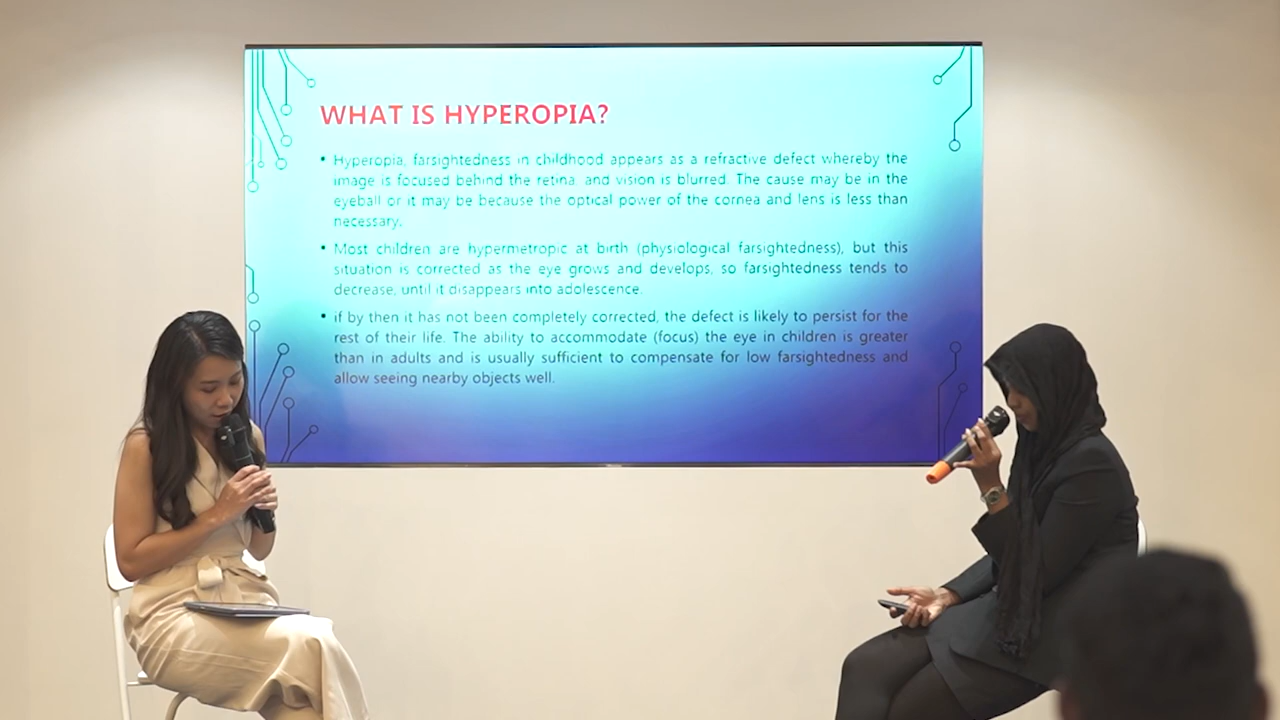 WHAT IS HYPEROPIA?
• Hyperopia, farsightedness in childhood appears as a refractive defect whereby the
image is focused behind the retina, and vision is blurred. The cause may be in the
eyeball or it may be because the optical power of the cornea and lens is less than
necessary.
• Most children are hypermetropic at birth (physiological farsightedness), but this
situation is corrected as the eye grows and develops, so farsightedness tends to
decrease, until it disappears into adolescence.
• if by then it has not been completely corrected, the defect is likely to persist for the
rest of their life. The ability to accommodate (focus) the eye in children is greater
than in adults and is usually sufficient to compensate for low farsightedness and
allow seeing nearby objects well.